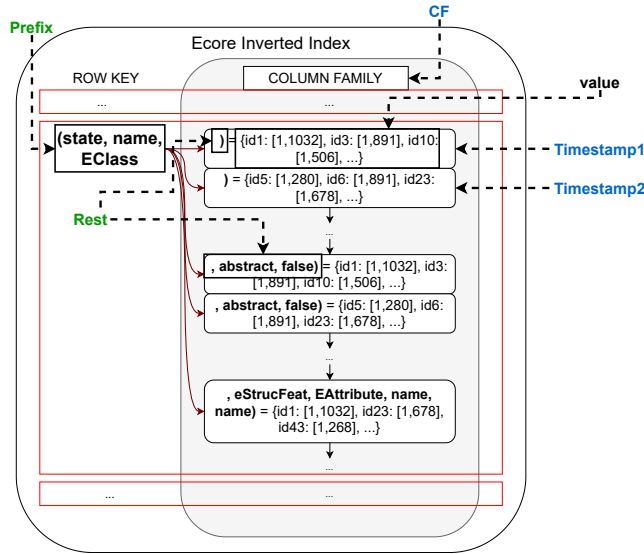 CF
Prefix
Ecore Inverted Index
ROW KEY
COLUMN FAMILY
value
...
...
(state, name,
EClass
) = {id1: [1,1032], id3: [1,891], id10:
[1,506], ...}
Timestamp1
) = {id5: [1,280], id6: [1,891], id23:
[1,678], ...}
Timestamp2
Rest
...
, abstract, false) = {id1: [1,1032], id3:
[1,891], id10: [1,506], ...}
, abstract, false) = {id5: [1,280], id6:
[1,891], id23: [1,678], ...}
...
, eStrucFeat, EAttribute, name,
name) = {id1: [1,1032], id23: [1,678],
id43: [1,268], ...}
...
...
...